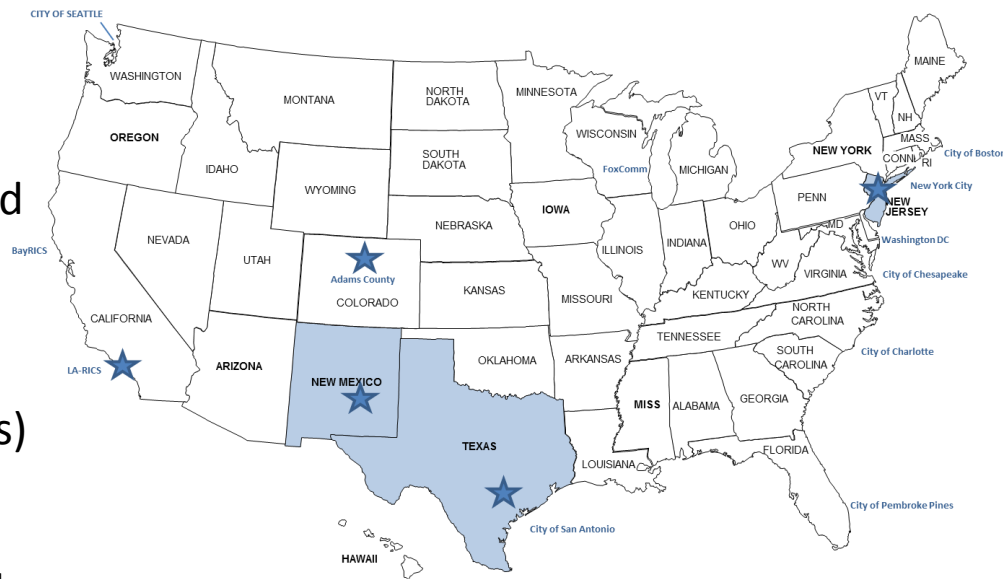 CITY OF SEATTLE
WASHINGTON
MONTANA
NORTH
DAKOTA
MINNESOTA
MAINE
OREGON
IDAHO
SOUTH
DAKOTA
WISCONSIN
FoxComm
MICHIGAN
VT
NH
MASS
NEW YORK
CONN
RI
City of Boston
d
WYOMING
IOWA
PENN
New York City
NEW
JERSEY
BayRICS
NEVADA
NEBRASKA
ILLINOIS
INDIANA
OHIO
MD
Washington DC
UTAH
Adams County
COLORADO
KANSAS
MISSOURI
WV
VIRGINIA
City of Chesapeake
KENTUCKY
CALIFORNIA
NORTH
CAROLINA
TENNESSEE
LA-RICS
ARIZONA
NEW MEXICO
OKLAHOMA
ARKANSAS
SOUTH
CAROLINA
City of Charlotte
s)
TEXAS
MISS
ALABAMA
GEORGIA
LOUISIANA
FLORIDA
City of San Antonio
City of Pembroke Pines
HAWAII